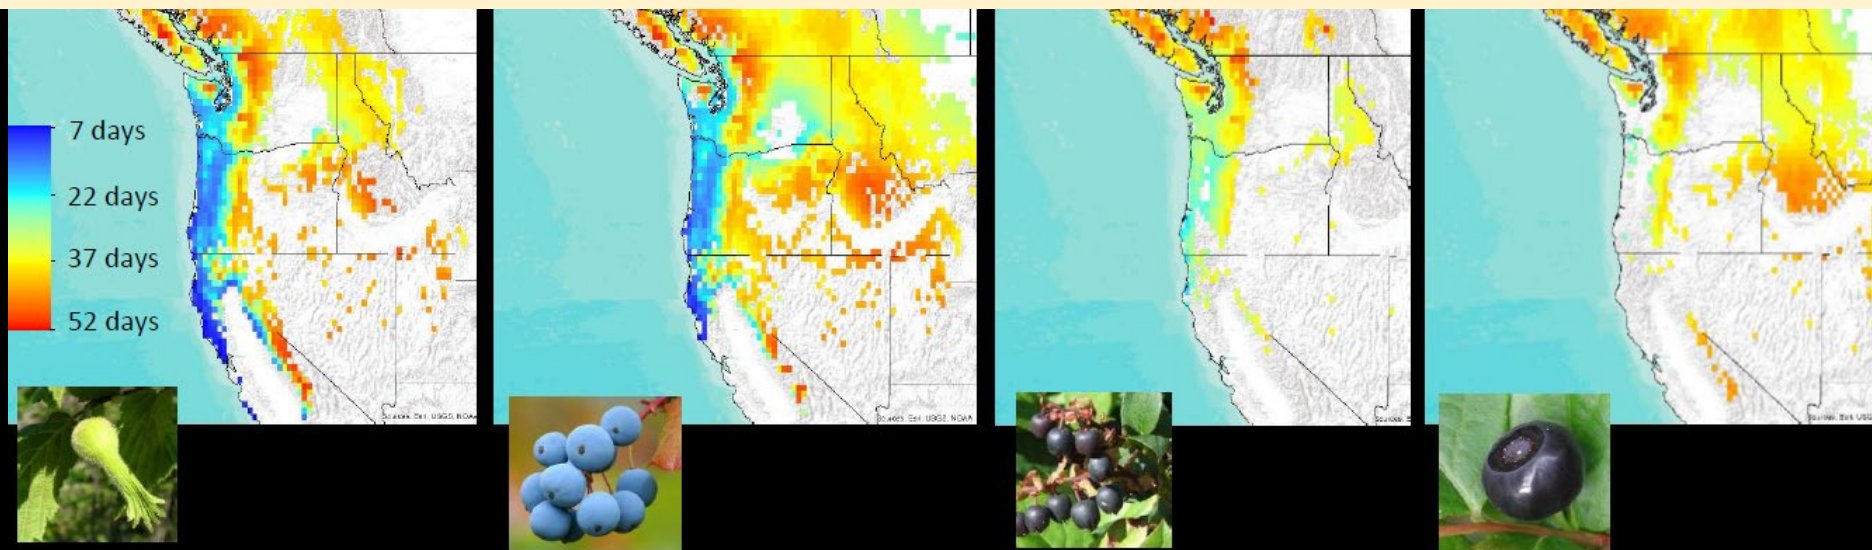 7 days
22 days
37 days
52 days
Sources: Esri, USGS, NOAA
Sources: Esri, USGS, NOAA
Sources: Esri, USGS